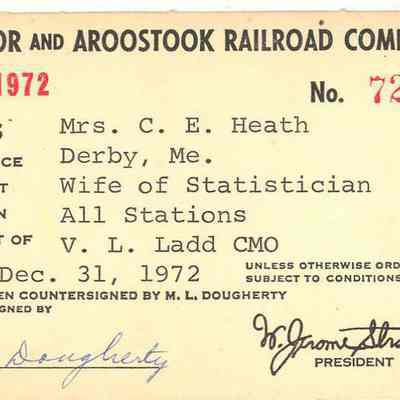 OR AND AROOSTOOK RAILROAD COMP
1972 No. 72
S Mrs. C. E. Heath
CE Derby, Me.
T Wife of Statistician
N All Stations
T OF V. L. Ladd CMO
Dec. 31, 1972 UNLESS OTHERWISE ORD
SUBJECT TO CONDITIONS
EN COUNTERSIGNED BY M. L. DOUGHERTY
GNED BY
Dougherty W. Jerome Stro
PRESIDENT